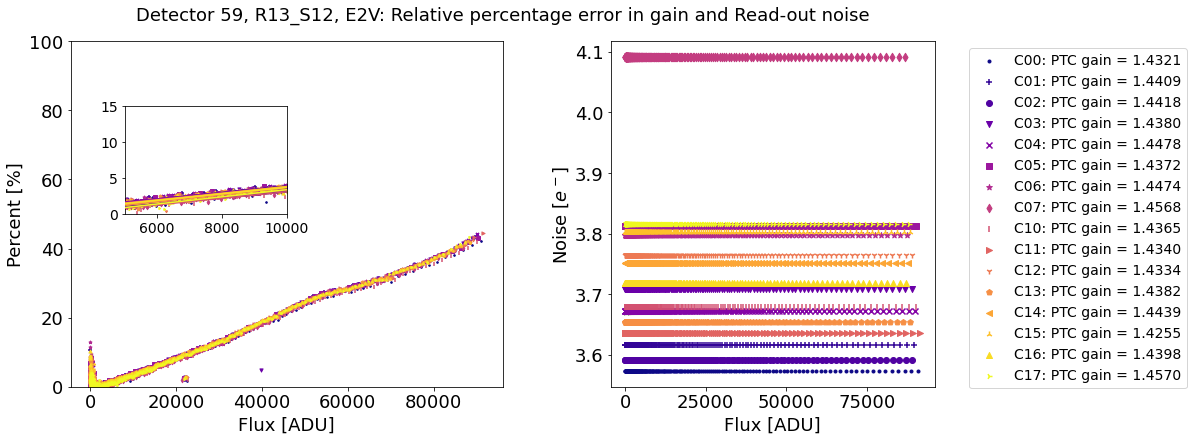 Detector 59, R13_S12, E2V: Relative percentage error in gain and Read-out noise
Percent [%]
100
80
60
40
20
0
15
10
5
0
6000 8000 10000
0 20000 40000 60000 80000
Flux [ADU]
Noise [e⁻]
4.1
4.0
3.9
3.8
3.7
3.6
0 25000 50000 75000
Flux [ADU]
C00: PTC gain = 1.4321
C01: PTC gain = 1.4409
C02: PTC gain = 1.4418
C03: PTC gain = 1.4380
C04: PTC gain = 1.4478
C05: PTC gain = 1.4372
C06: PTC gain = 1.4474
C07: PTC gain = 1.4568
C10: PTC gain = 1.4365
C11: PTC gain = 1.4340
C12: PTC gain = 1.4334
C13: PTC gain = 1.4382
C14: PTC gain = 1.4439
C15: PTC gain = 1.4255
C16: PTC gain = 1.4398
C17: PTC gain = 1.4570